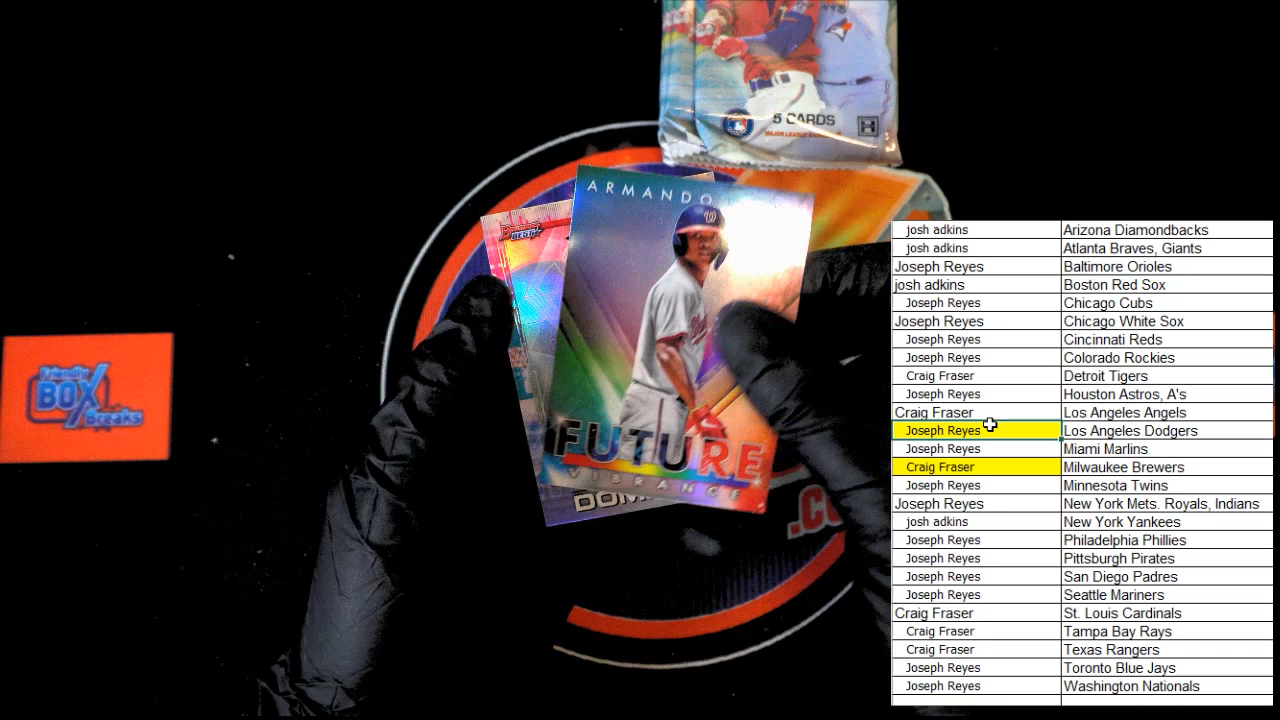 5 CARDS
ARMANDO
W
BEST
FUTURE
VIBRANCE
DOM
Friendly
BOX
Breaks
josh adkins Arizona Diamondbacks
josh adkins Atlanta Braves, Giants
Joseph Reyes Baltimore Orioles
josh adkins Boston Red Sox
Joseph Reyes Chicago Cubs
Joseph Reyes Chicago White Sox
Joseph Reyes Cincinnati Reds
Joseph Reyes Colorado Rockies
Craig Fraser Detroit Tigers
Joseph Reyes Houston Astros, A's
Craig Fraser Los Angeles Angels
Joseph Reyes Los Angeles Dodgers
Joseph Reyes Miami Marlins
Craig Fraser Milwaukee Brewers
Joseph Reyes Minnesota Twins
Joseph Reyes New York Mets. Royals, Indians
josh adkins New York Yankees
Joseph Reyes Philadelphia Phillies
Joseph Reyes Pittsburgh Pirates
Joseph Reyes San Diego Padres
Joseph Reyes Seattle Mariners
Craig Fraser St. Louis Cardinals
Craig Fraser Tampa Bay Rays
Craig Fraser Texas Rangers
Joseph Reyes Toronto Blue Jays
Joseph Reyes Washington Nationals